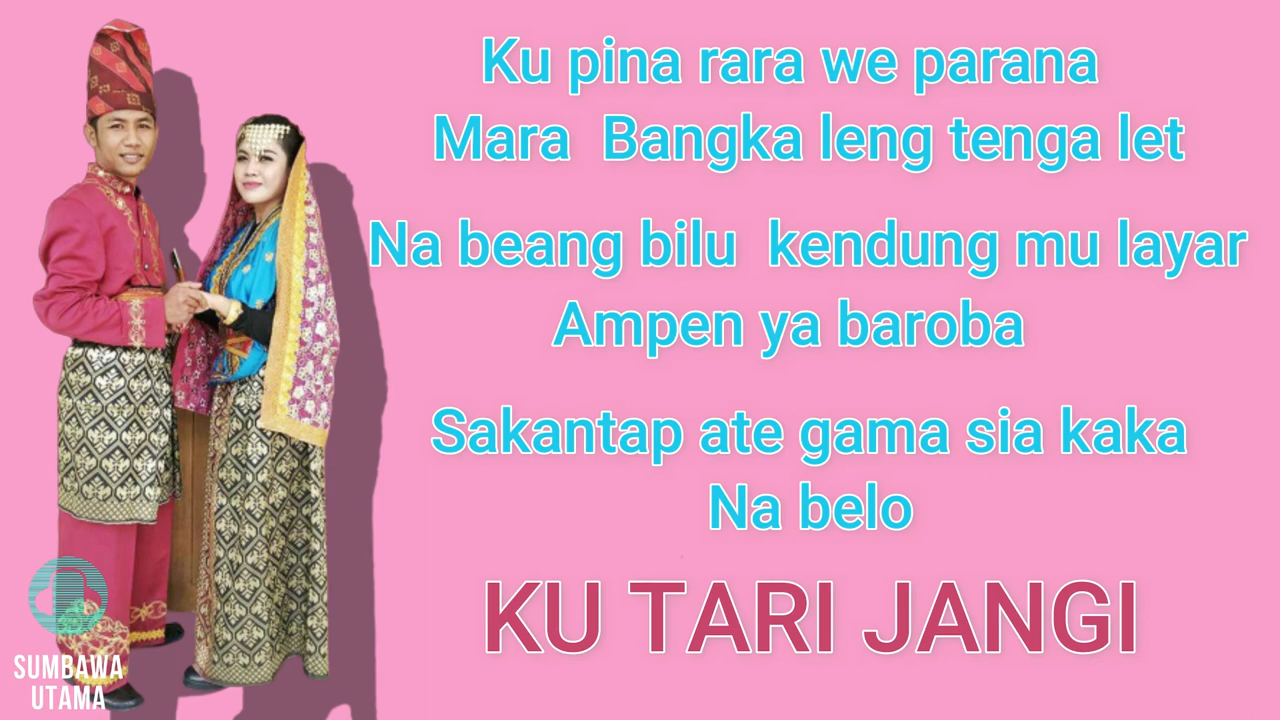 Ku pina rara we parana
Mara Bangka leng tenga let
Na beang bilu kendung mu layar
Ampen ya baroba
Sakantap ate gama sia kaka
Na belo
KU TARI JANGI
SUMBAWA
UTAMA